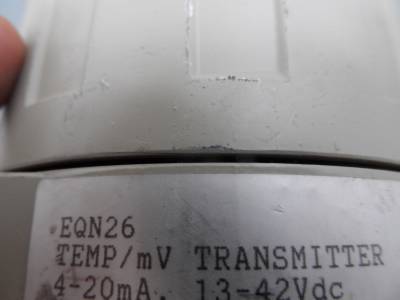 EQN26
TEMP/mV TRANSMITTER
4-20mA, 13-42Vdc